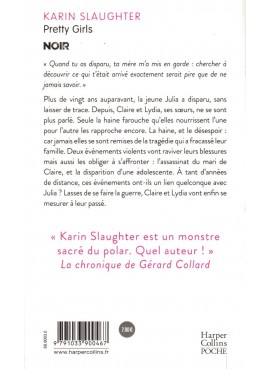 KARIN SLAUGHTER
Pretty Girls
NOIR
« Quand tu as disparu, ta mère m'a mis en garde : chercher à
découvrir ce qui t'était arrivé exactement serait pire que de ne
jamais savoir. »
Plus de vingt ans auparavant, la jeune Julia a disparu, sans
laisser de trace. Depuis, Claire et Lydia, ses sœurs, ne se sont
plus parlé. Seule la haine farouche qu'elles nourrissent l'une
pour l'autre les rapproche encore. La haine, et le désespoir :
car jamais elles ne se sont remises de la tragédie qui a fracassé leur
famille. Deux événements violents vont raviver leurs blessures
mais aussi les obliger à s'affronter : l'assassinat du mari de
Claire, et la disparition d'une adolescente. À tant d'années
de distance, ces événements ont-ils un lien quelconque avec
Julia ? Lasses de se faire la guerre, Claire et Lydia vont enfin se
mesurer à leur passé.
« Karin Slaughter est un monstre
sacré du polar. Quel auteur ! »
La chronique de Gérard Collard
7.90 €
9 791033 900467
www.harpercollins.fr
Harper
Collins
POCHE